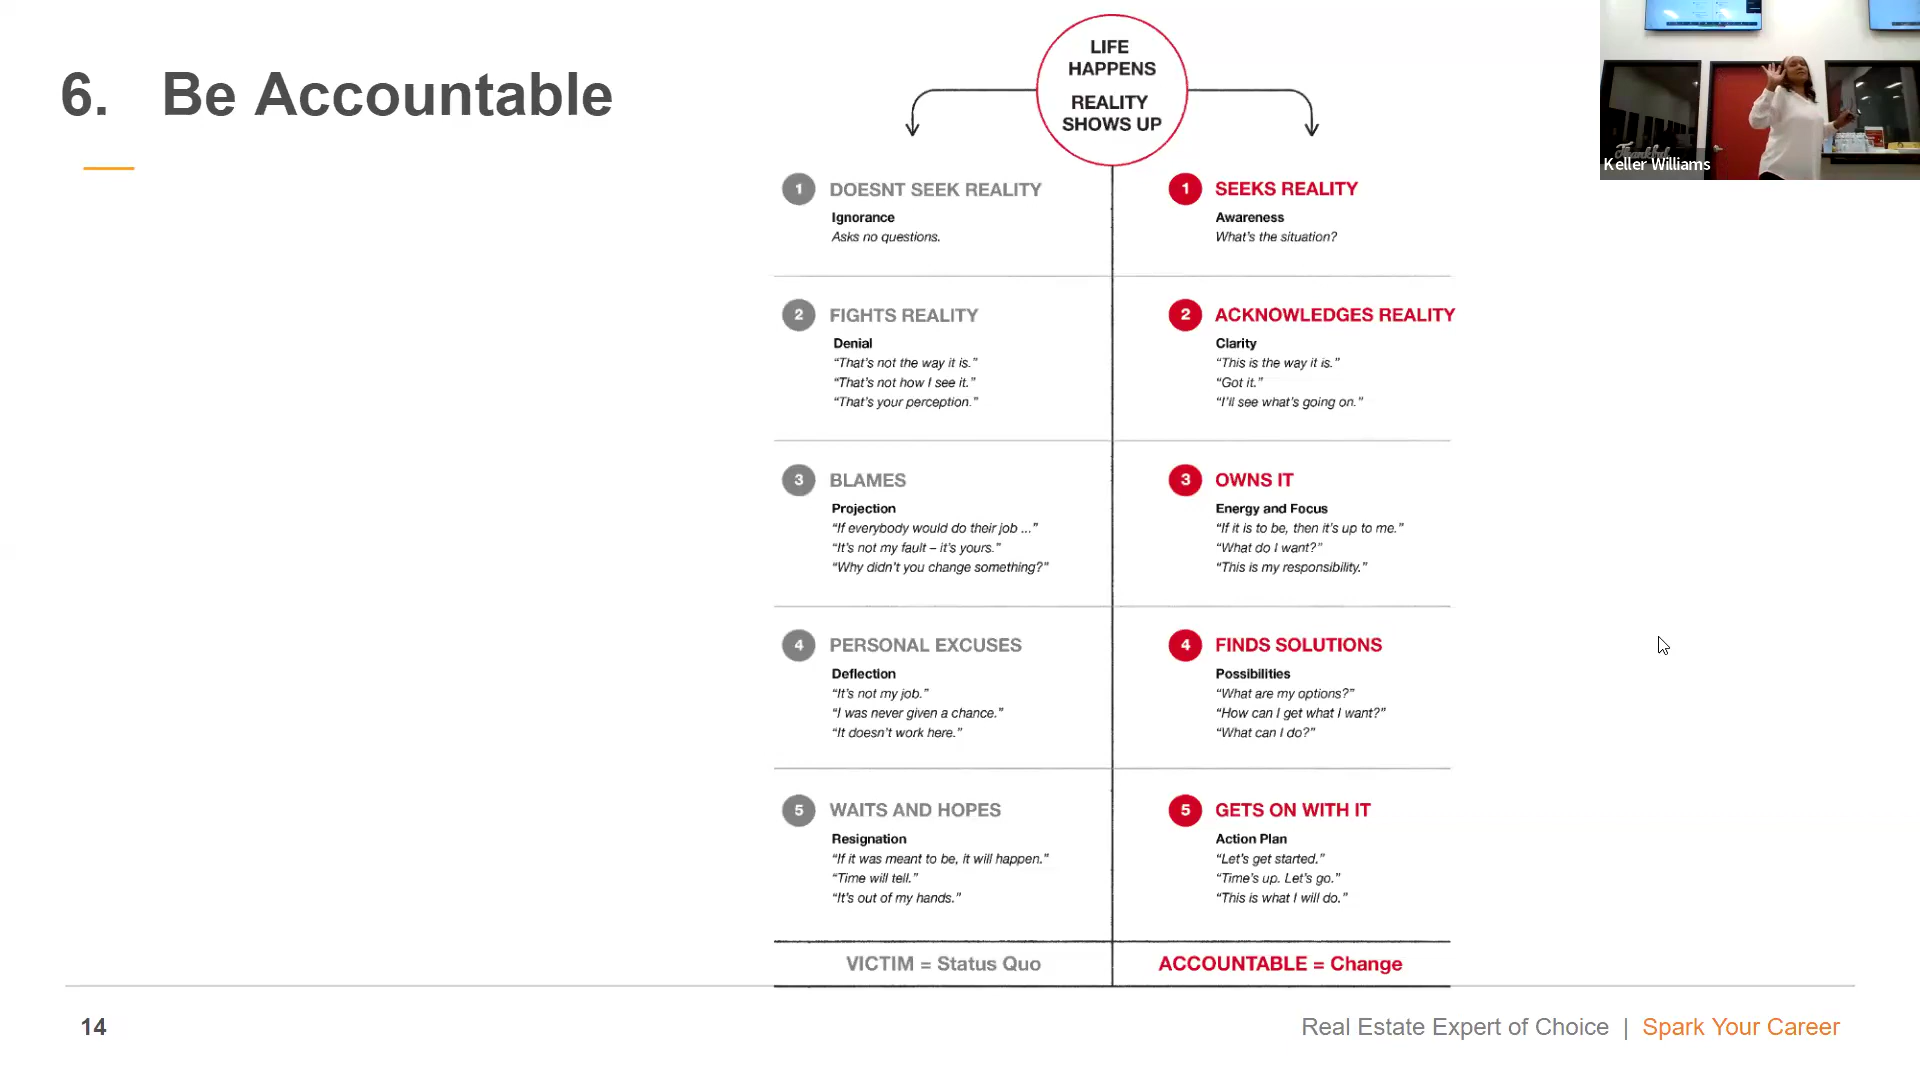 6. Be Accountable
LIFE
HAPPENS
REALITY
SHOWS UP
Thankful
Keller Williams
1 DOESNT SEEK REALITY
Ignorance
Asks no questions.
2 FIGHTS REALITY
Denial
“That’s not the way it is.”
“That’s not how I see it.”
“That’s your perception.”
3 BLAMES
Projection
“If everybody would do their job ...”
“It’s not my fault – it’s yours.”
“Why didn’t you change something?”
4 PERSONAL EXCUSES
Deflection
“It’s not my job.”
“I was never given a chance.”
“It doesn’t work here.”
5 WAITS AND HOPES
Resignation
“If it was meant to be, it will happen.”
“Time will tell.”
“It’s out of my hands.”
VICTIM = Status Quo
1 SEEKS REALITY
Awareness
What’s the situation?
2 ACKNOWLEDGES REALITY
Clarity
“This is the way it is.”
“Got it.”
“I’ll see what’s going on.”
3 OWNS IT
Energy and Focus
“If it is to be, then it’s up to me.”
“What do I want?”
“This is my responsibility.”
4 FINDS SOLUTIONS
Possibilities
“What are my options?”
“How can I get what I want?”
“What can I do?”
5 GETS ON WITH IT
Action Plan
“Let’s get started.”
“Time’s up. Let’s go.”
“This is what I will do.”
ACCOUNTABLE = Change
14
Real Estate Expert of Choice | Spark Your Career